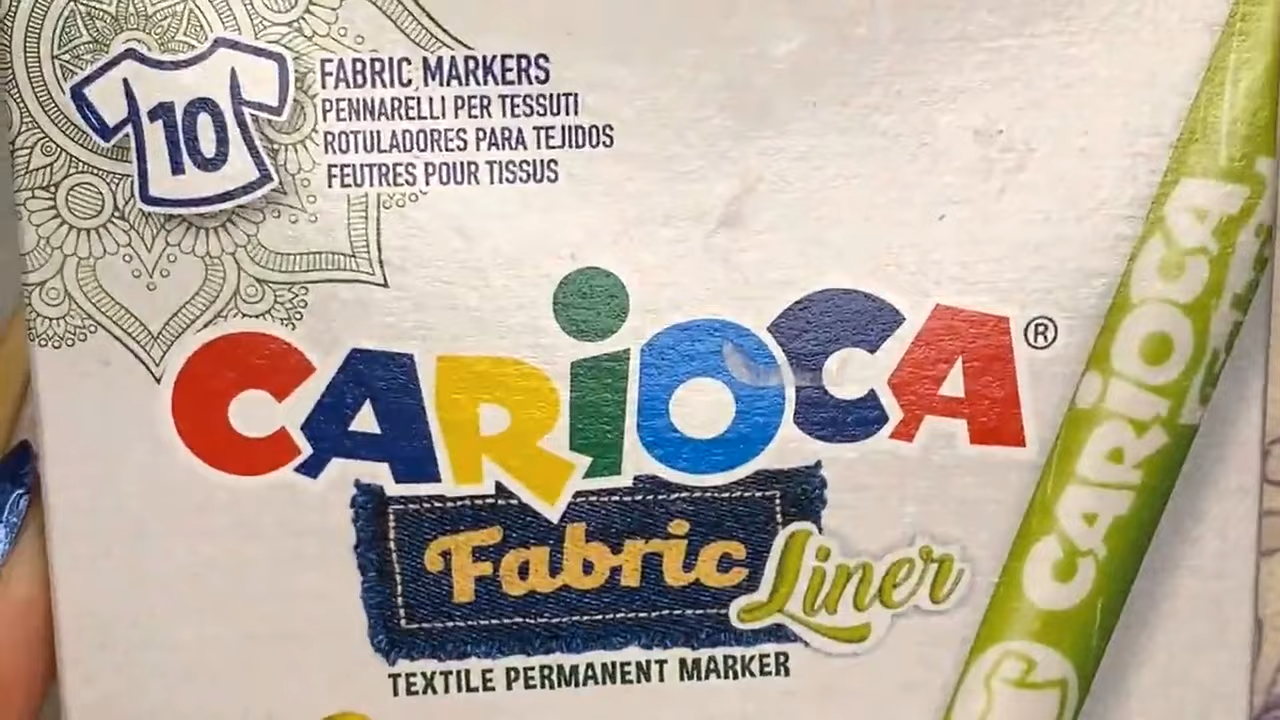 10
FABRIC MARKERS
PENNARELLI PER TESSUTI
ROTULADORES PARA TEJIDOS
FEUTRES POUR TISSUS
CARIOCA®
Fabric Liner
TEXTILE PERMANENT MARKER
CARIOCA